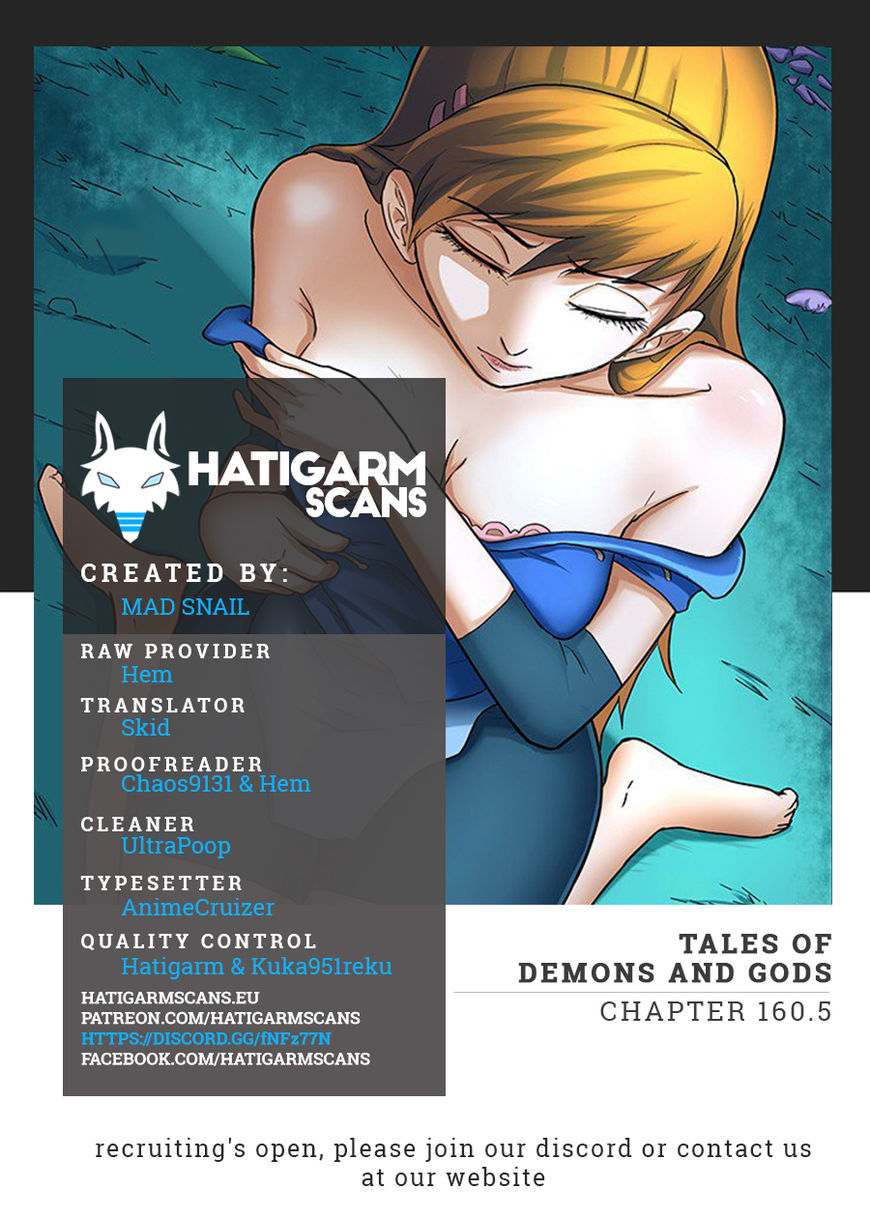 HATIGARM
SCANS
CREATED BY:
MAD SNAIL
RAW PROVIDER
Hem
TRANSLATOR
Skid
PROOFREADER
Chaos9131 & Hem
CLEANER
UltraPoop
TYPESETTER
AnimeCruizer
QUALITY CONTROL
Hatigarm & Kuka951reku
HATIGARMSCANS.EU
PATREON.COM/HATIGARMSCANS
HTTPS://DISCORD.GG/fNFz77N
FACEBOOK.COM/HATIGARMSCANS
TALES OF
DEMONS AND GODS
CHAPTER 160.5
recruiting's open, please join our discord or contact us
at our website